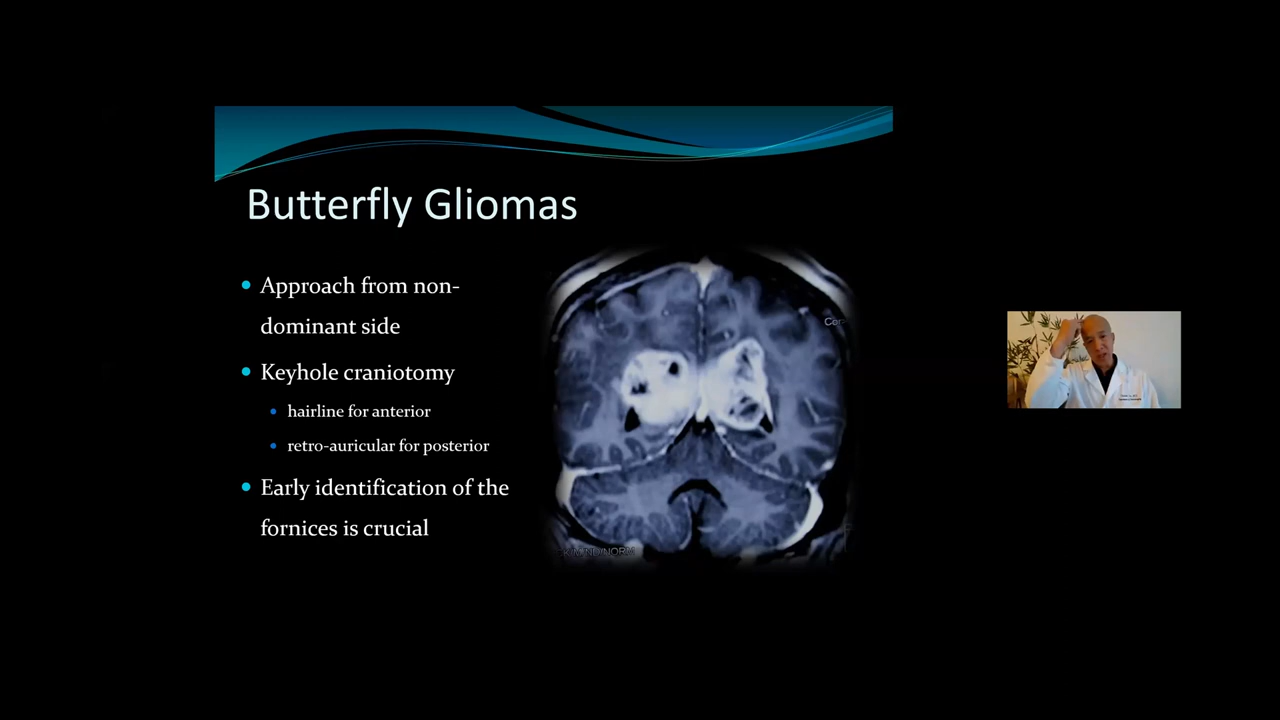 Butterfly Gliomas
Approach from non-
dominant side
Keyhole craniotomy
hairline for anterior
retro-auricular for posterior
Early identification of the
fornices is crucial
Cor